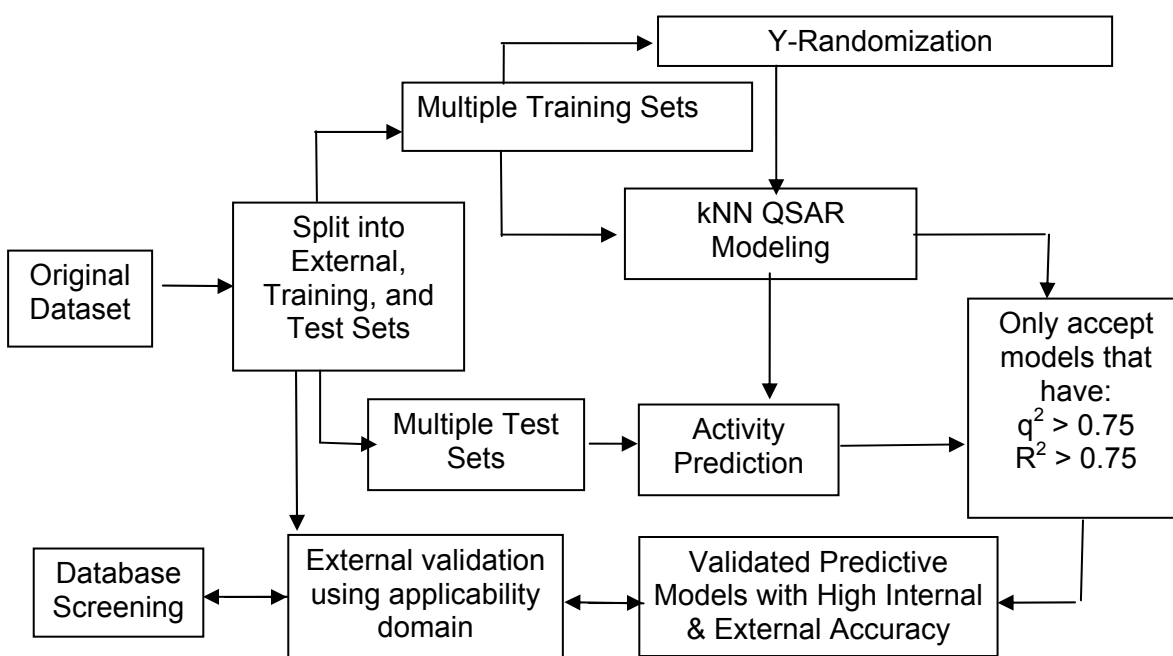 Y-Randomization
Multiple Training Sets
kNN QSAR
Modeling
Split into
External,
Training, and
Test Sets
Original
Dataset
Only accept
models that
have:
q² > 0.75
R² > 0.75
Multiple Test
Sets
Activity
Prediction
Database
Screening
External validation
using applicability
domain
Validated Predictive
Models with High Internal
& External Accuracy